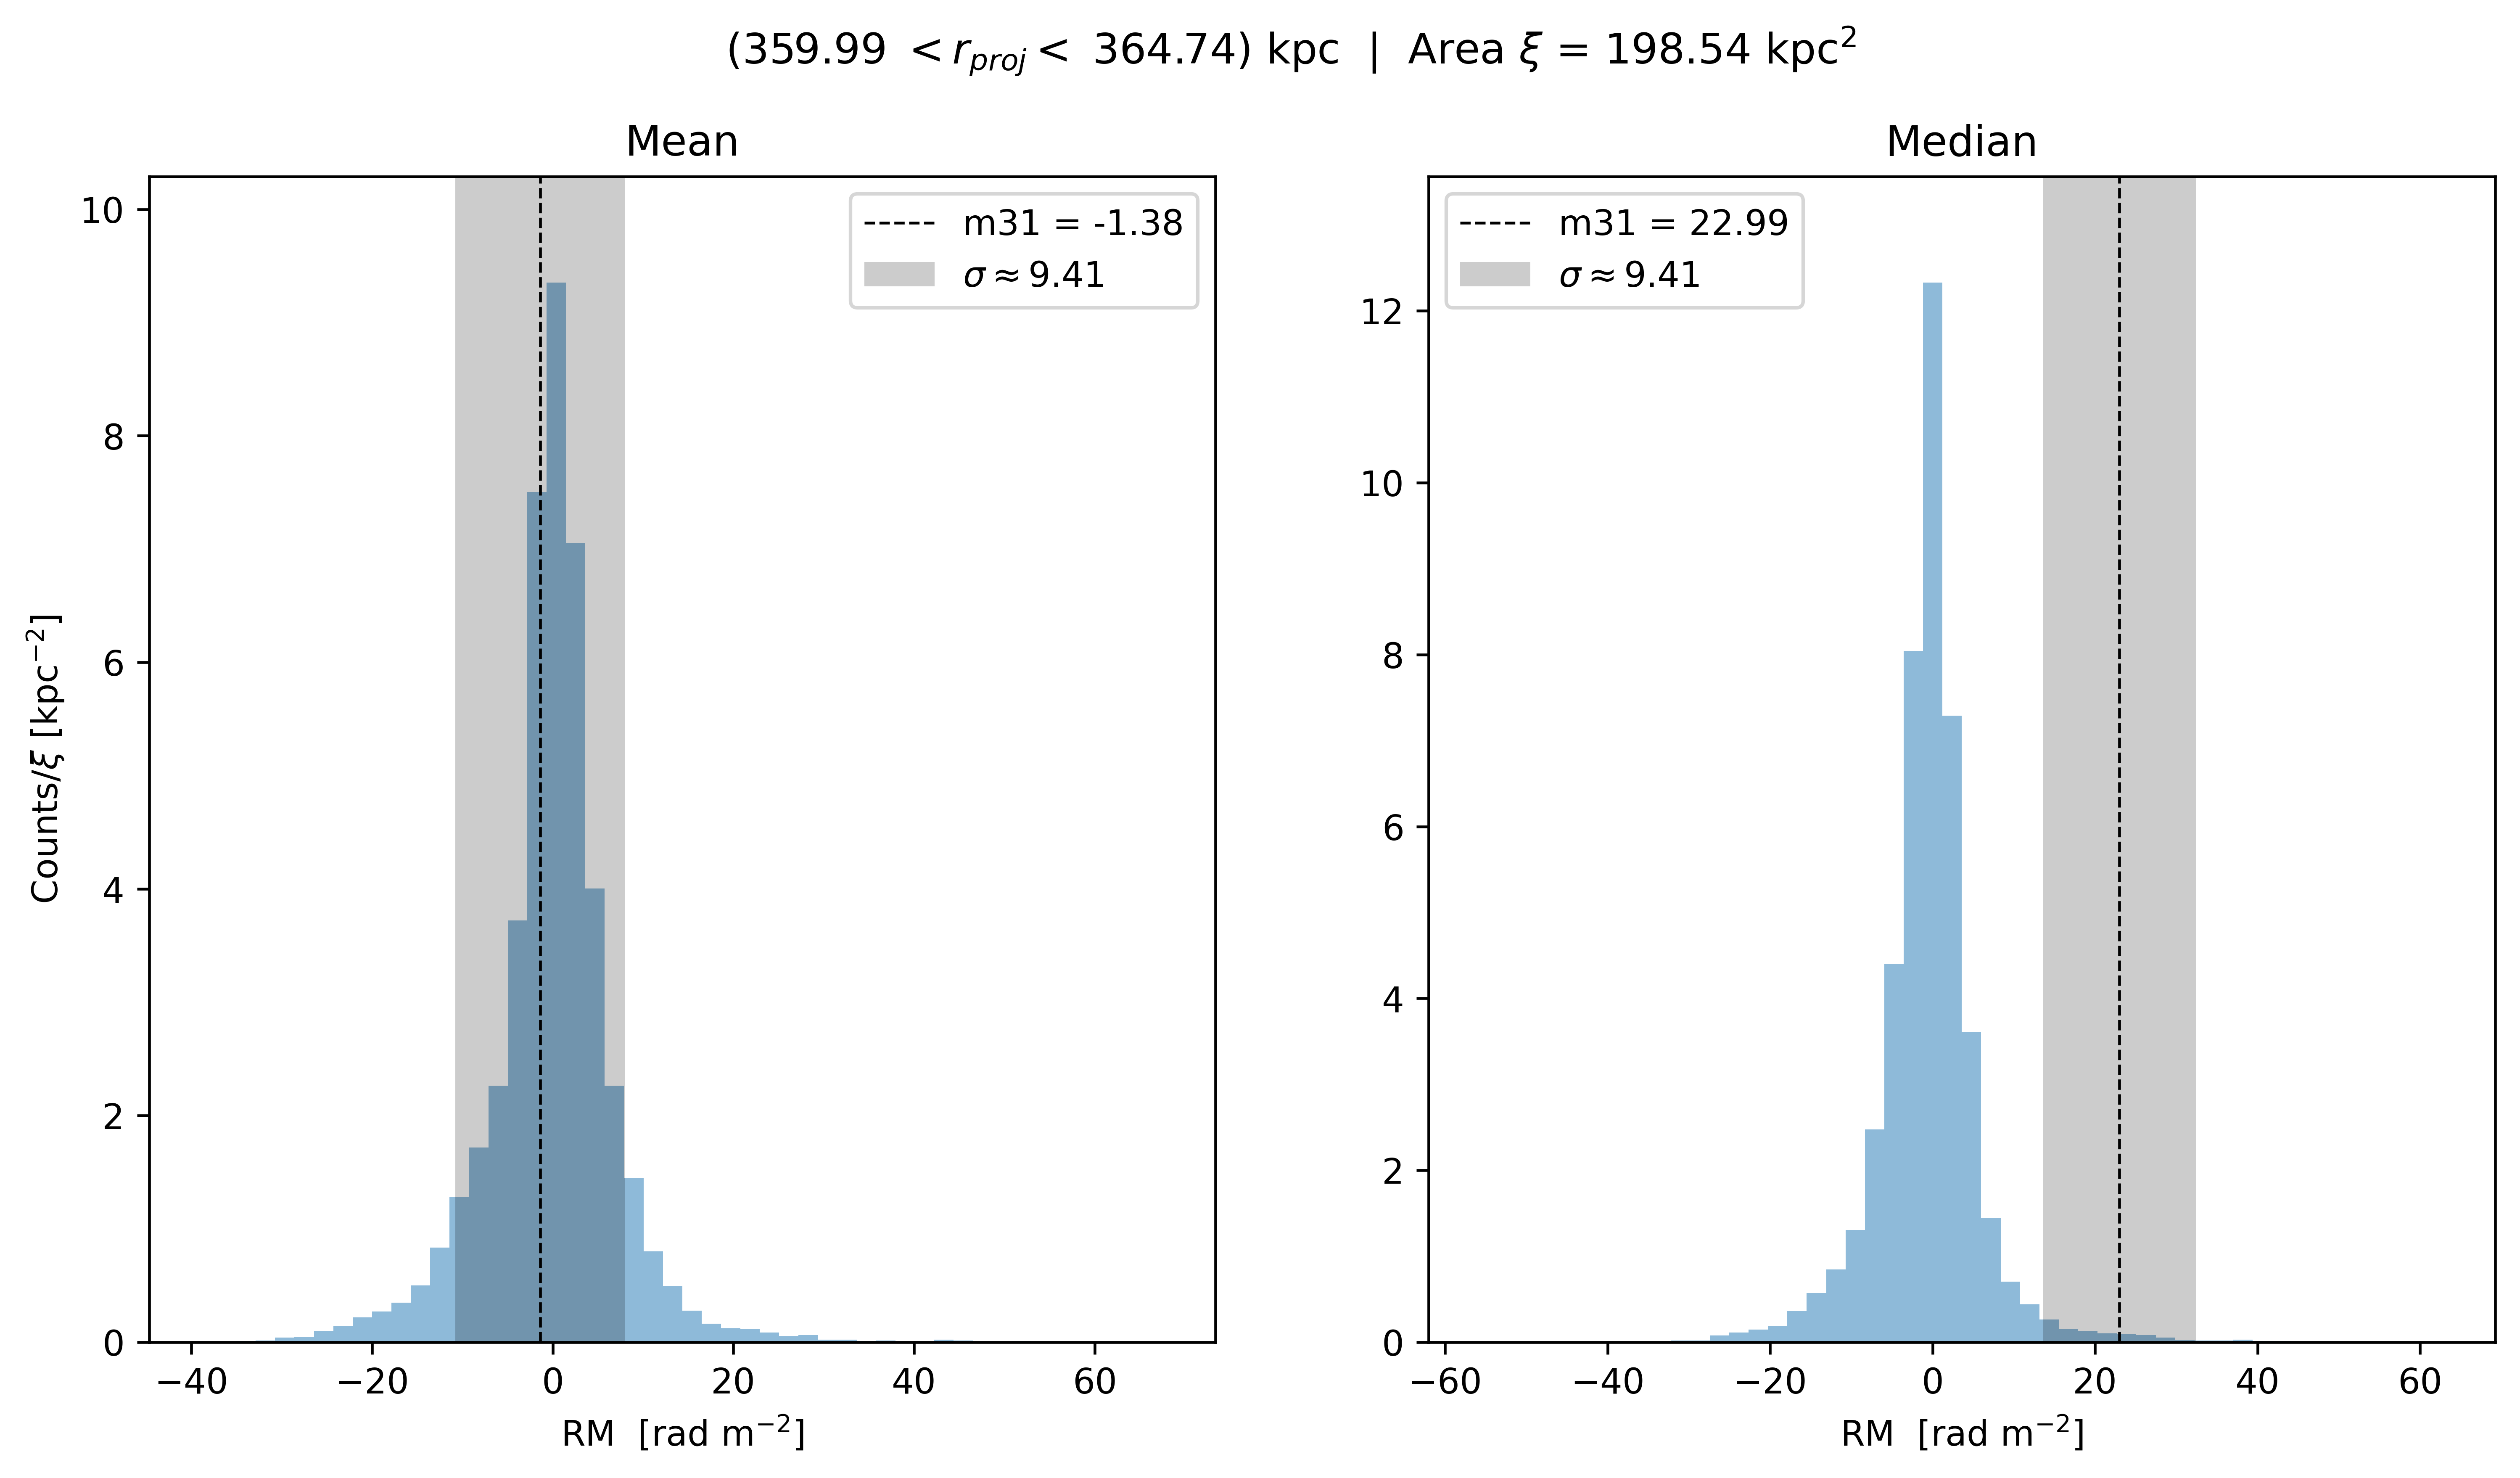 (359.99 < r_proj < 364.74) kpc | Area ξ = 198.54 kpc²
Mean
m31 = -1.38
σ ≈ 9.41
10
8
6
4
2
0
Counts/ξ [kpc⁻²]
−40 −20 0 20 40 60
RM [rad m⁻²]
Median
m31 = 22.99
σ ≈ 9.41
12
10
8
6
4
2
0
−60 −40 −20 0 20 40 60
RM [rad m⁻²]